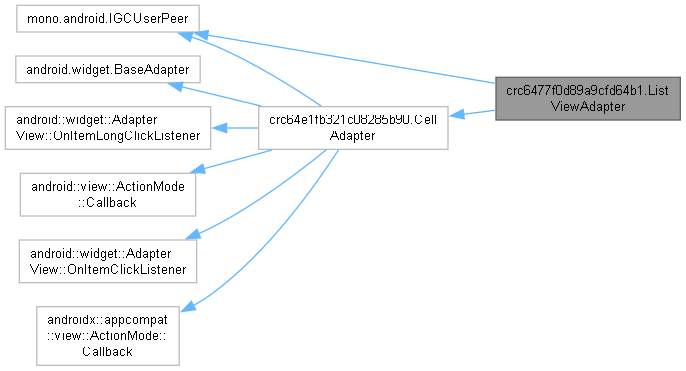 mono.android.IGCUserPeer
android.widget.BaseAdapter
android::widget::Adapter
View::OnItemLongClickListener
android::view::ActionMode
::Callback
android::widget::Adapter
View::OnItemClickListener
androidx::appcompat
::view::ActionMode::
Callback
crc64e1fb321c08285b90.Cell
Adapter
crc6477f0d89a9cfd64b1.List
ViewAdapter